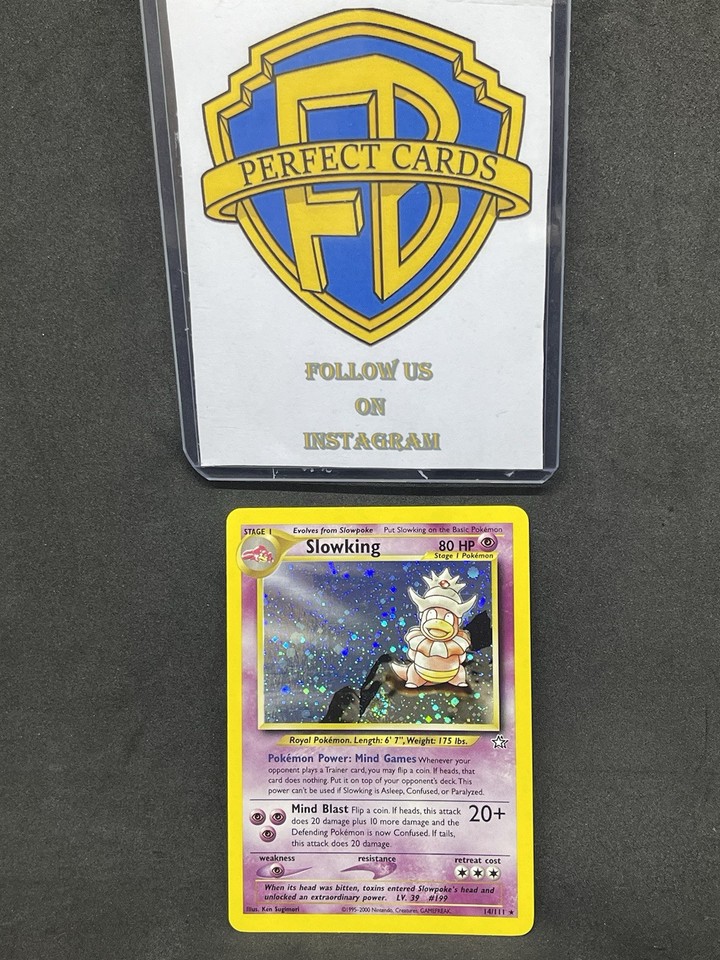 FB
PERFECT CARDS
FOLLOW US
ON
INSTAGRAM
STAGE 1 Evolves from Slowpoke Put Slowking on the Basic Pokémon
Slowking 80 HP
Stage 1 Pokémon
Royal Pokémon. Length: 6' 7", Weight: 175 lbs.
Pokémon Power: Mind Games Whenever your
opponent plays a Trainer card, you may flip a coin. If heads, that
card does nothing. Put it on top of your opponent's deck. This
power can't be used if Slowking is Asleep, Confused, or Paralyzed.
Mind Blast Flip a coin. If heads, this attack
does 20 damage plus 10 more damage and the
Defending Pokémon is now Confused. If tails,
this attack does 20 damage.
20+
weakness resistance retreat cost
When its head was bitten, toxins entered Slowpoke's head and
unlocked an extraordinary power. LV. 39 #199
Illus. Ken Sugimori ©1995-2000 Nintendo, Creatures, GAMEFREAK. 14/111